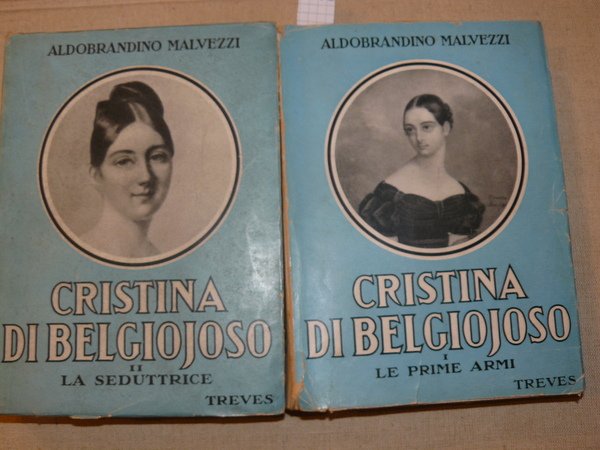 ALDOBRANDINO MALVEZZI
CRISTINA
DI BELGIOJOSO
II
LA SEDUTTRICE
TREVES
ALDOBRANDINO MALVEZZI
CRISTINA
DI BELGIOJOSO
I
LE PRIME ARMI
TREVES